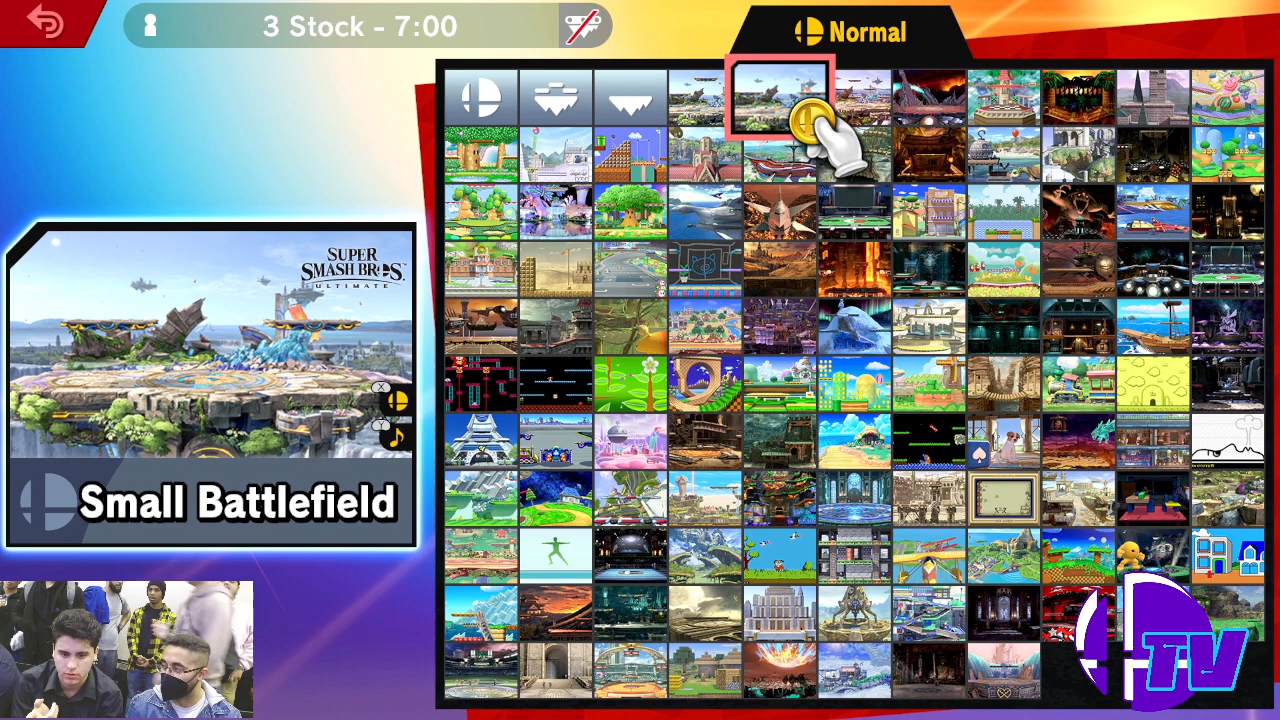 3 Stock - 7:00
Normal
SUPER
SMASH BROS.
ULTIMATE
X
Small Battlefield
TV